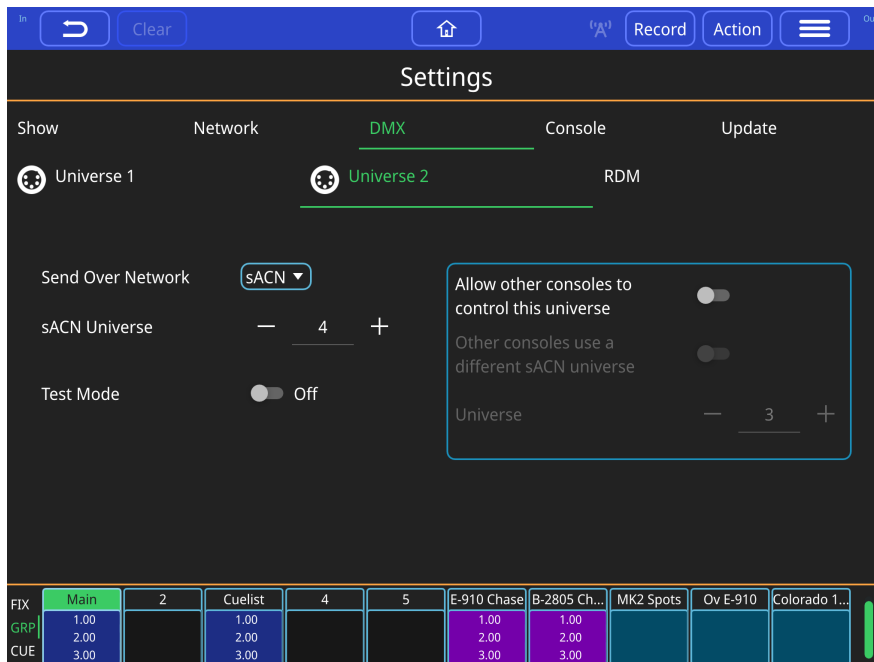 In
Clear
Record
Action
Ou
Settings
Show Network DMX Console Update
Universe 1 Universe 2 RDM
Send Over Network sACN
sACN Universe 4
Test Mode Off
Allow other consoles to
control this universe
Other consoles use a
different sACN universe
Universe 3
FIX
GRP
CUE
Main 2 Cuelist 4 5 E-910 Chase B-2805 Ch... MK2 Spots Ov E-910 Colorado 1...
1.00 1.00 1.00 1.00
2.00 2.00 2.00 2.00
3.00 3.00 3.00 3.00